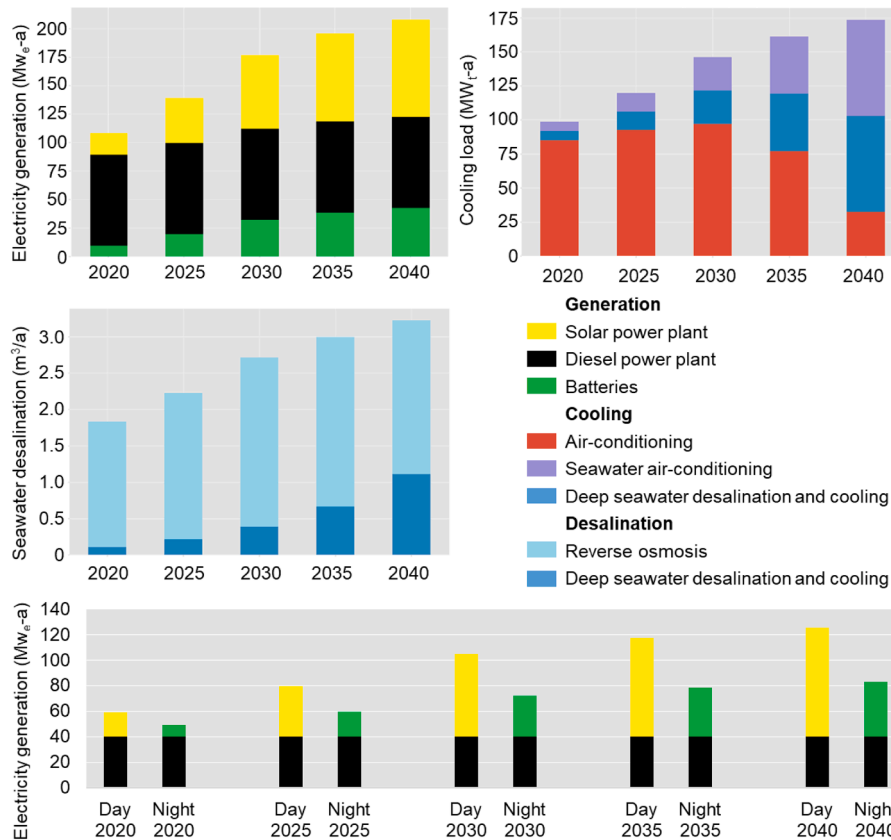 Electricity generation (Mwₑ-a)
200
175
150
125
100
75
50
25
0
2020 2025 2030 2035 2040
Cooling load (MWₜ-a)
175
150
125
100
75
50
25
0
2020 2025 2030 2035 2040
Seawater desalination (m³/a)
3.0
2.5
2.0
1.5
1.0
0.5
0
2020 2025 2030 2035 2040
Generation
Solar power plant
Diesel power plant
Batteries
Cooling
Air-conditioning
Seawater air-conditioning
Deep seawater desalination and cooling
Desalination
Reverse osmosis
Deep seawater desalination and cooling
Electricity generation (Mwₑ-a)
140
120
100
80
60
40
20
0
Day Night Day Night Day Night Day Night Day Night
2020 2020 2025 2025 2030 2030 2035 2035 2040 2040